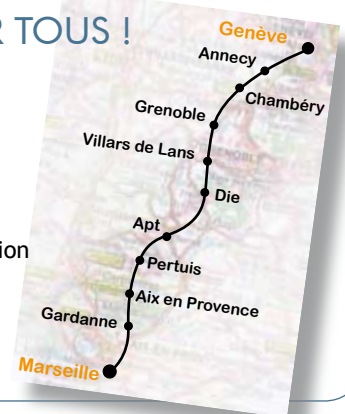 R TOUS !
Genève
Annecy
Chambéry
Grenoble
Villars de Lans
Die
Apt
ion
Pertuis
Aix en Provence
Gardanne
Marseille